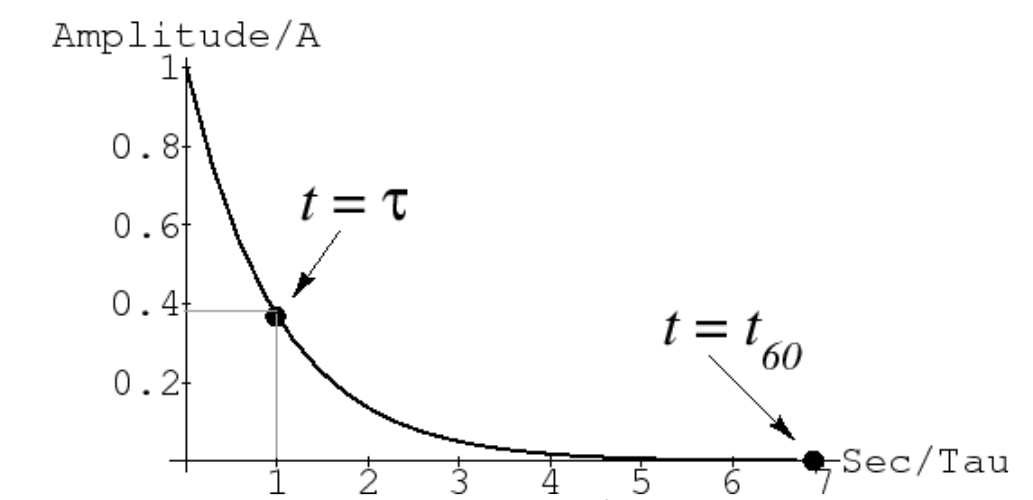 Amplitude/A
1
0.8
t = τ
0.6
0.4
t = t60
0.2
Sec/Tau
1 2 3 4 5 6 7